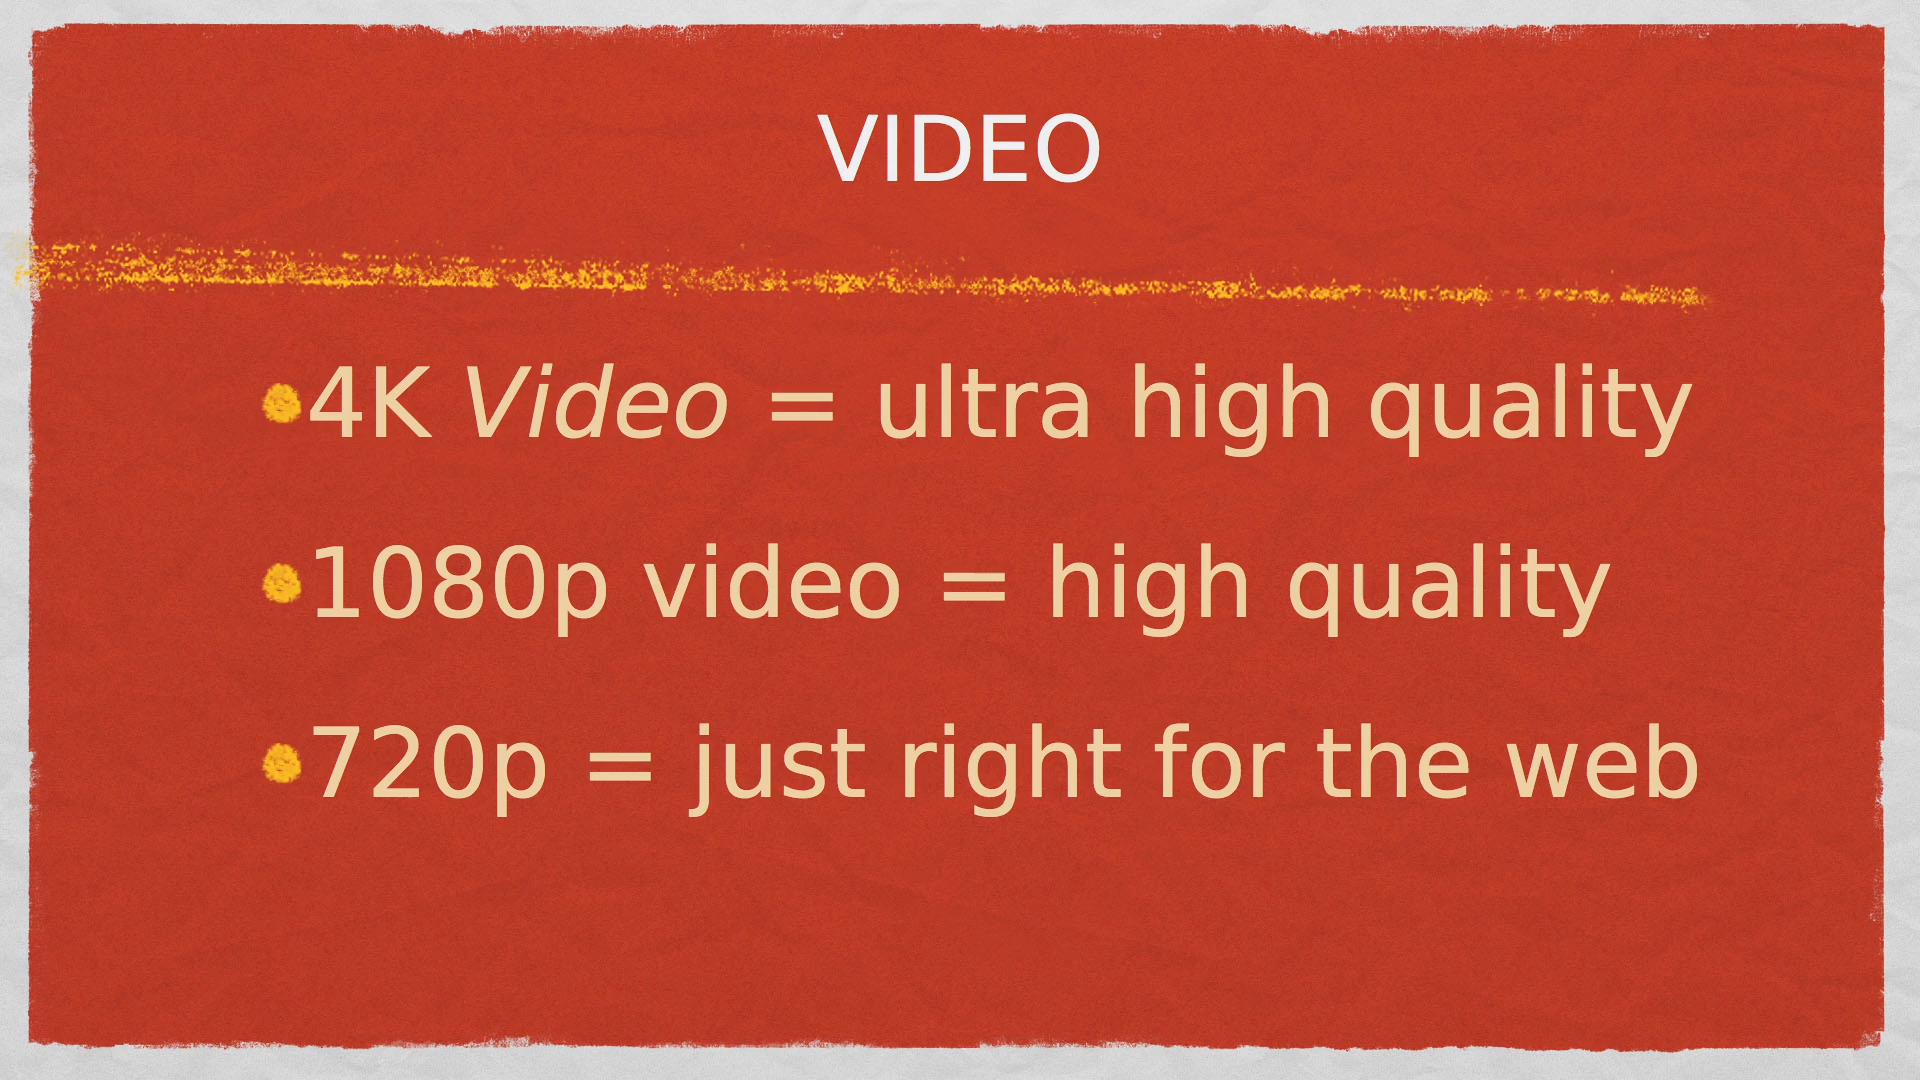 VIDEO
•4K Video = ultra high quality
•1080p video = high quality
•720p = just right for the web